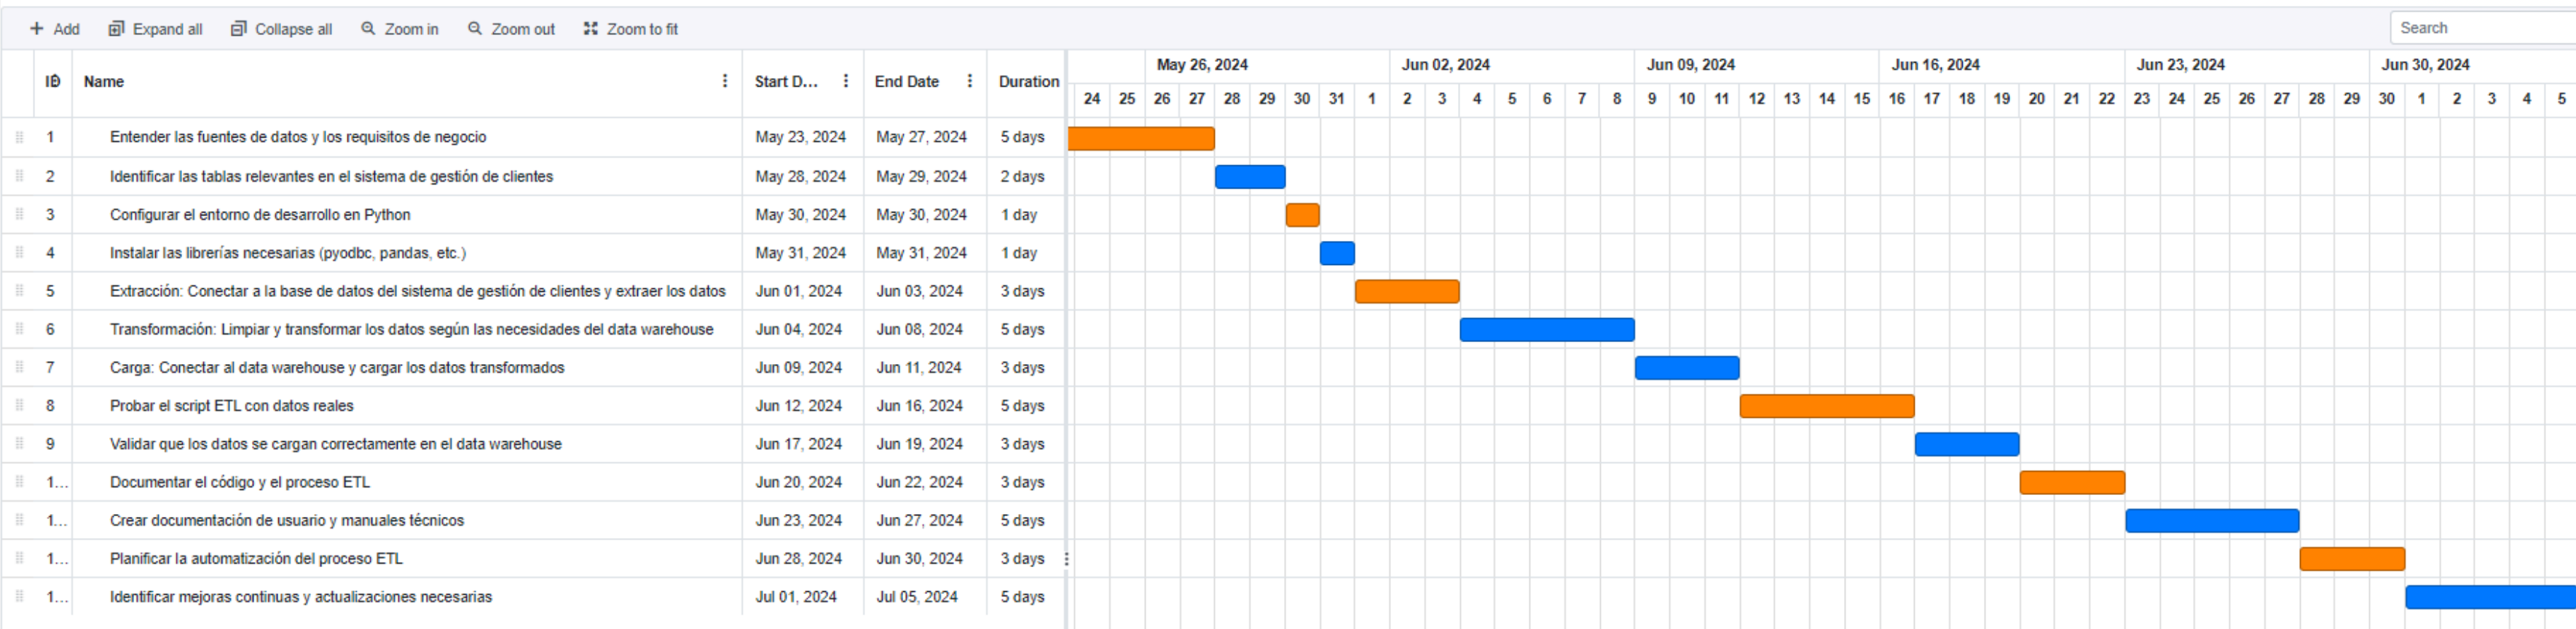 Add Expand all Collapse all Zoom in Zoom out Zoom to fit Search
ID Name Start D... End Date Duration
May 26, 2024 Jun 02, 2024 Jun 09, 2024 Jun 16, 2024 Jun 23, 2024 Jun 30, 2024
24 25 26 27 28 29 30 31 1 2 3 4 5 6 7 8 9 10 11 12 13 14 15 16 17 18 19 20 21 22 23 24 25 26 27 28 29 30 1 2 3 4 5
1 Entender las fuentes de datos y los requisitos de negocio May 23, 2024 May 27, 2024 5 days
2 Identificar las tablas relevantes en el sistema de gestión de clientes May 28, 2024 May 29, 2024 2 days
3 Configurar el entorno de desarrollo en Python May 30, 2024 May 30, 2024 1 day
4 Instalar las librerías necesarias (pyodbc, pandas, etc.) May 31, 2024 May 31, 2024 1 day
5 Extracción: Conectar a la base de datos del sistema de gestión de clientes y extraer los datos Jun 01, 2024 Jun 03, 2024 3 days
6 Transformación: Limpiar y transformar los datos según las necesidades del data warehouse Jun 04, 2024 Jun 08, 2024 5 days
7 Carga: Conectar al data warehouse y cargar los datos transformados Jun 09, 2024 Jun 11, 2024 3 days
8 Probar el script ETL con datos reales Jun 12, 2024 Jun 16, 2024 5 days
9 Validar que los datos se cargan correctamente en el data warehouse Jun 17, 2024 Jun 19, 2024 3 days
1... Documentar el código y el proceso ETL Jun 20, 2024 Jun 22, 2024 3 days
1... Crear documentación de usuario y manuales técnicos Jun 23, 2024 Jun 27, 2024 5 days
1... Planificar la automatización del proceso ETL Jun 28, 2024 Jun 30, 2024 3 days
1... Identificar mejoras continuas y actualizaciones necesarias Jul 01, 2024 Jul 05, 2024 5 days